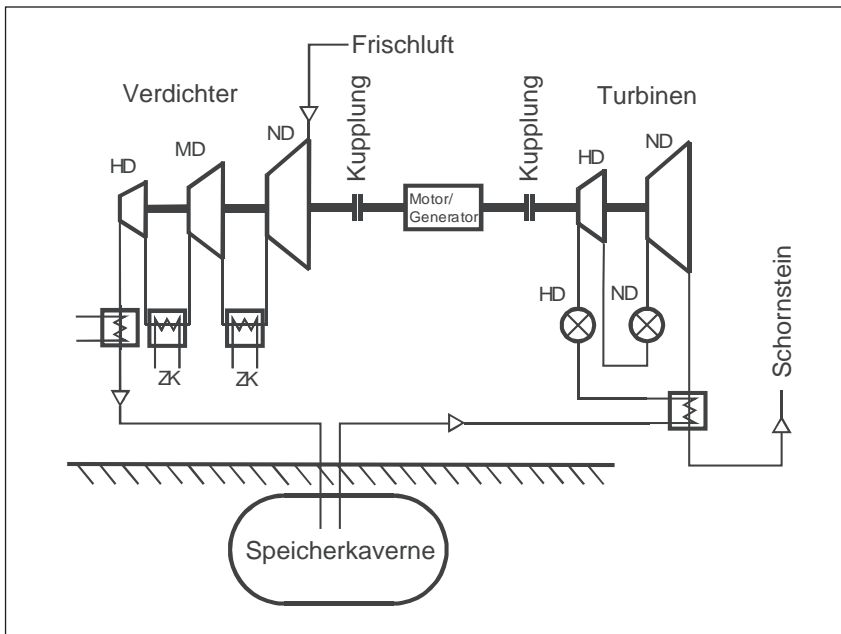 Frischluft
Verdichter
Turbinen
Kupplung
Kupplung
ND
MD
HD
ND
HD
Motor/
Generator
HD
ND
ZK
ZK
Schornstein
Speicherkaverne